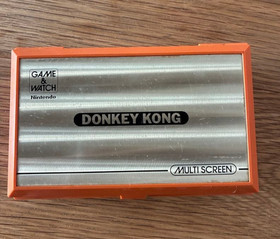 GAME
&
WATCH
Nintendo
DONKEY KONG
MULTI SCREEN